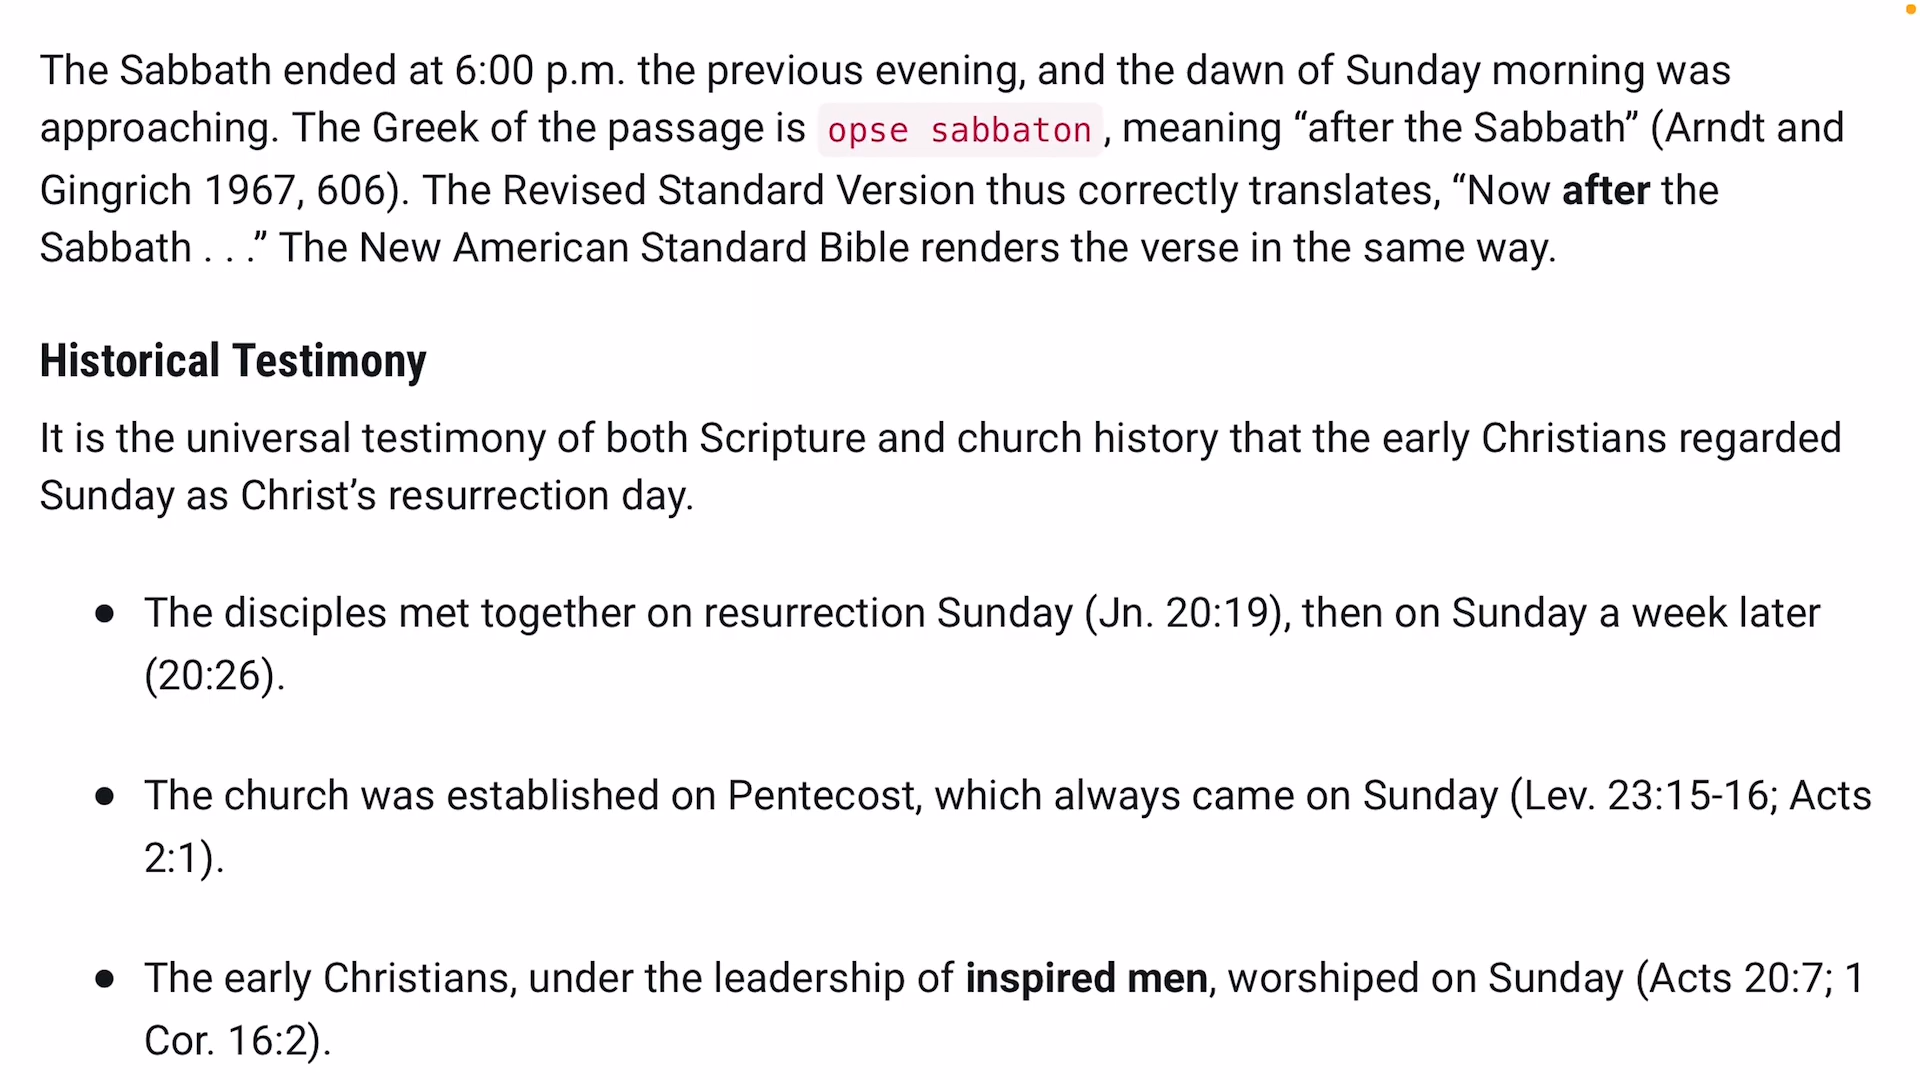 The Sabbath ended at 6:00 p.m. the previous evening, and the dawn of Sunday morning was
approaching. The Greek of the passage is opse sabbaton, meaning “after the Sabbath” (Arndt and
Gingrich 1967, 606). The Revised Standard Version thus correctly translates, “Now after the
Sabbath . . .” The New American Standard Bible renders the verse in the same way.
Historical Testimony
It is the universal testimony of both Scripture and church history that the early Christians regarded
Sunday as Christ’s resurrection day.
● The disciples met together on resurrection Sunday (Jn. 20:19), then on Sunday a week later
(20:26).
● The church was established on Pentecost, which always came on Sunday (Lev. 23:15-16; Acts
2:1).
● The early Christians, under the leadership of inspired men, worshiped on Sunday (Acts 20:7; 1
Cor. 16:2).